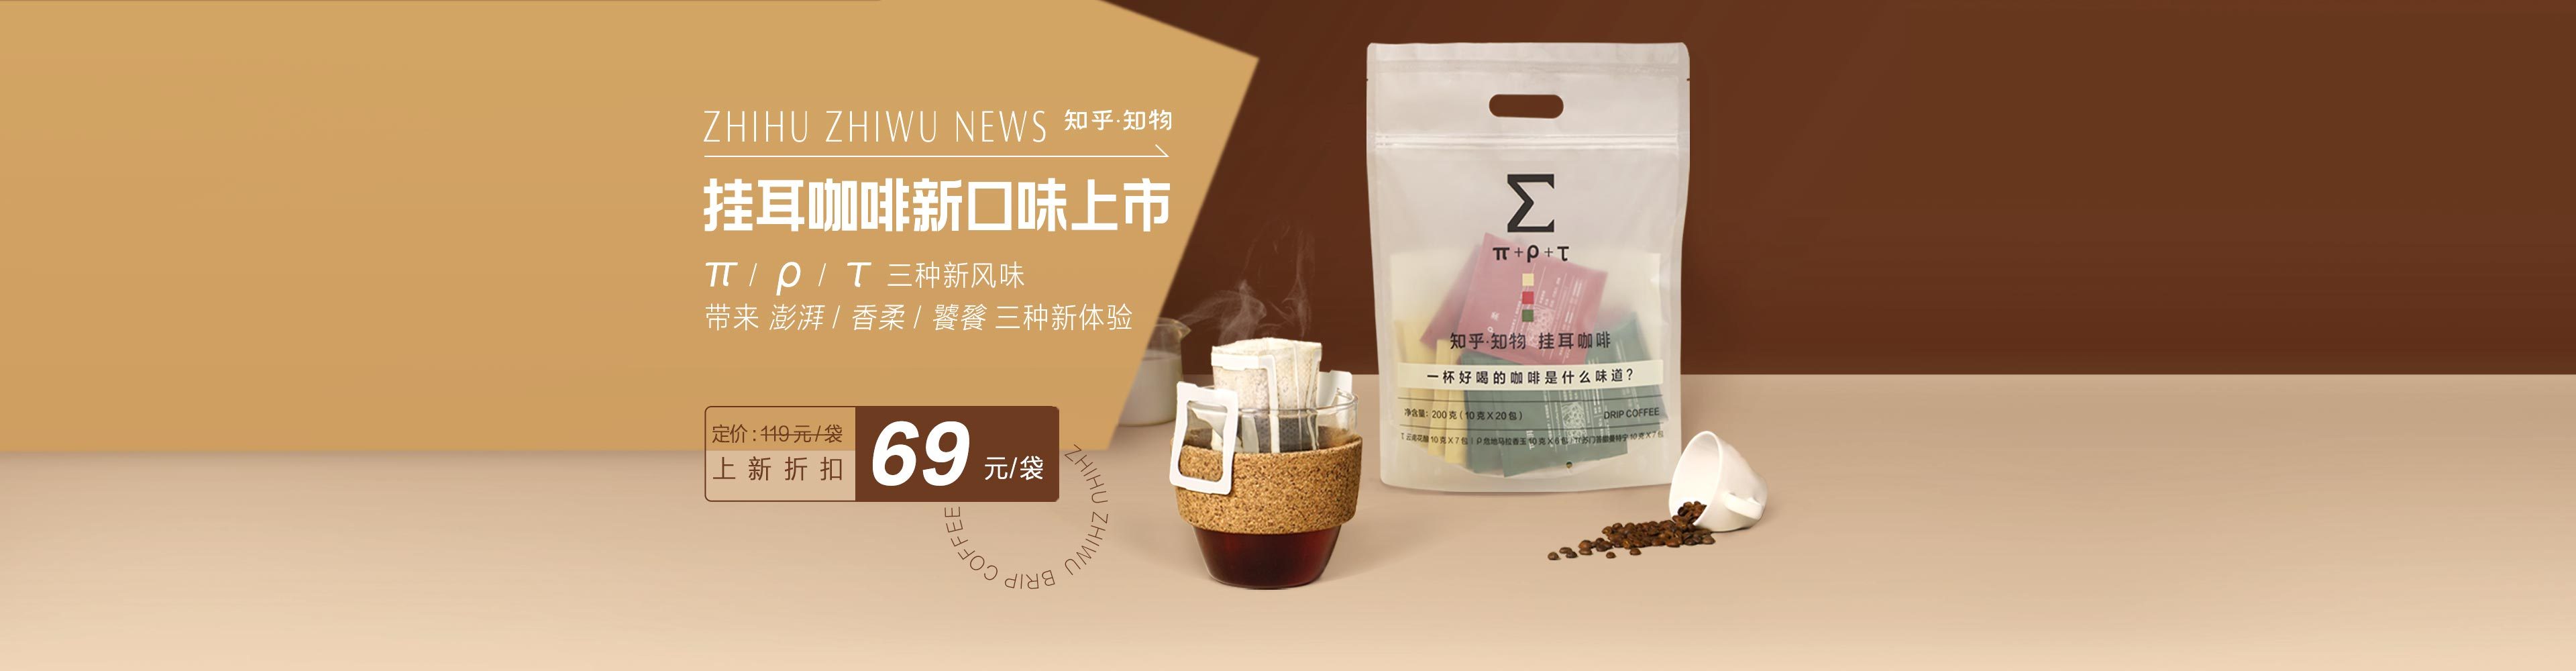 ZHIHU ZHIWU NEWS 知乎·知物
挂耳咖啡新口味上市
π / ρ / τ 三种新风味
带来 澎湃 / 香柔 / 饕餮 三种新体验
定价:119元/袋
上新折扣
69 元/袋
ZHIHU ZHIWU BRIP COFFEE
Σ
π+ρ+τ
知乎·知物 挂耳咖啡
一杯好喝的咖啡是什么味道?
净含量: 200克(10克X20包)
DRIP COFFEE